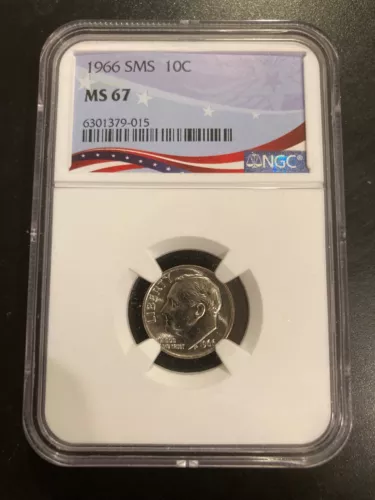 1966 SMS 10C
MS 67
6301379-015
NGC®
LIBERTY